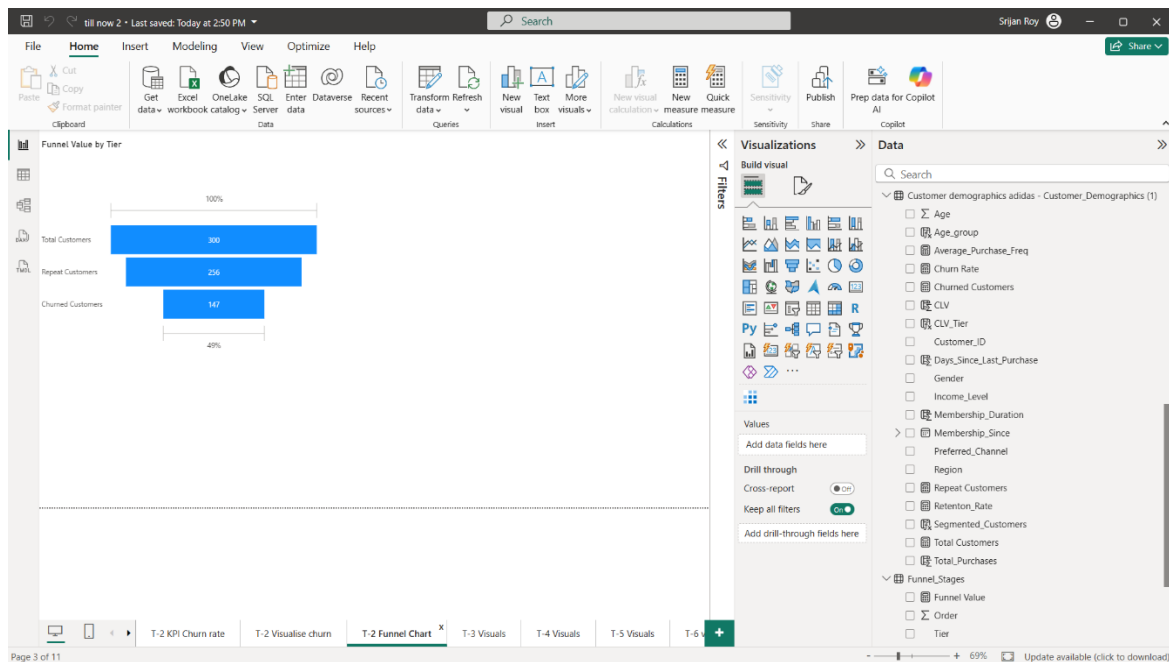 till now 2 • Last saved: Today at 2:50 PM
Search
Srijan Roy
File Home Insert Modeling View Optimize Help
Share
Paste
Cut
Copy
Format painter
Clipboard
Get data
Excel workbook
OneLake catalog
SQL Server
Enter data
Dataverse
Recent sources
Data
Transform data
Refresh
Queries
New visual
Text box
More visuals
Insert
New visual calculation
New measure
Quick measure
Calculations
Sensitivity
Sensitivity
Publish
Share
Prep data for AI
Copilot
Copilot
Funnel Value by Tier
100%
Total Customers 300
Repeat Customers 256
Churned Customers 147
49%
Filters
Visualizations
Build visual
R
Py
123
Values
Add data fields here
Drill through
Cross-report Off
Keep all filters On
Add drill-through fields here
Data
Search
Customer demographics adidas - Customer_Demographics (1)
Age
Age_group
Average_Purchase_Freq
Churn Rate
Churned Customers
CLV
CLV_Tier
Customer_ID
Days_Since_Last_Purchase
Gender
Income_Level
Membership_Duration
Membership_Since
Preferred_Channel
Region
Repeat Customers
Retenton_Rate
Segmented_Customers
Total Customers
Total_Purchases
Funnel_Stages
Funnel Value
Order
Tier
DAX
TMDL
T-2 KPI Churn rate
T-2 Visualise churn
T-2 Funnel Chart
T-3 Visuals
T-4 Visuals
T-5 Visuals
T-6 v
Page 3 of 11
69%
Update available (click to download)